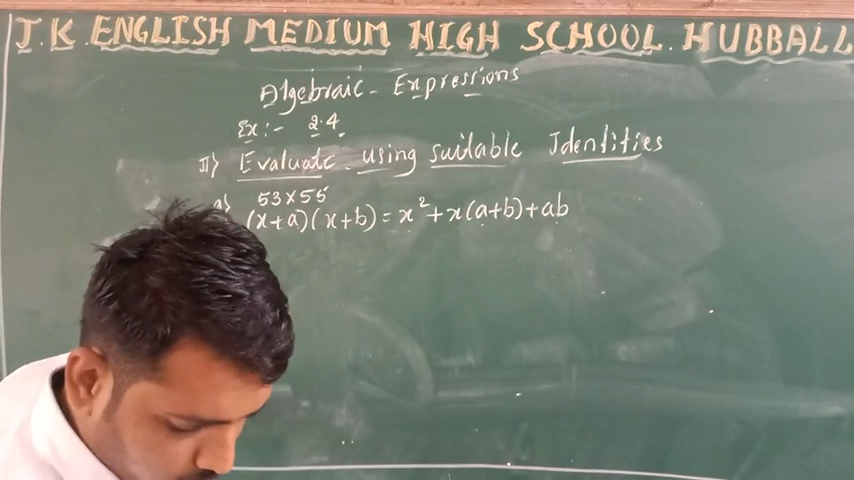 J.K. ENGLISH MEDIUM HIGH SCHOOL. HUBBALL
Algebraic - Expressions
Ex:- 2.4.
II) Evaluate using suitable Identities
a) 53×55
(x+a)(x+b)=x²+x(a+b)+ab